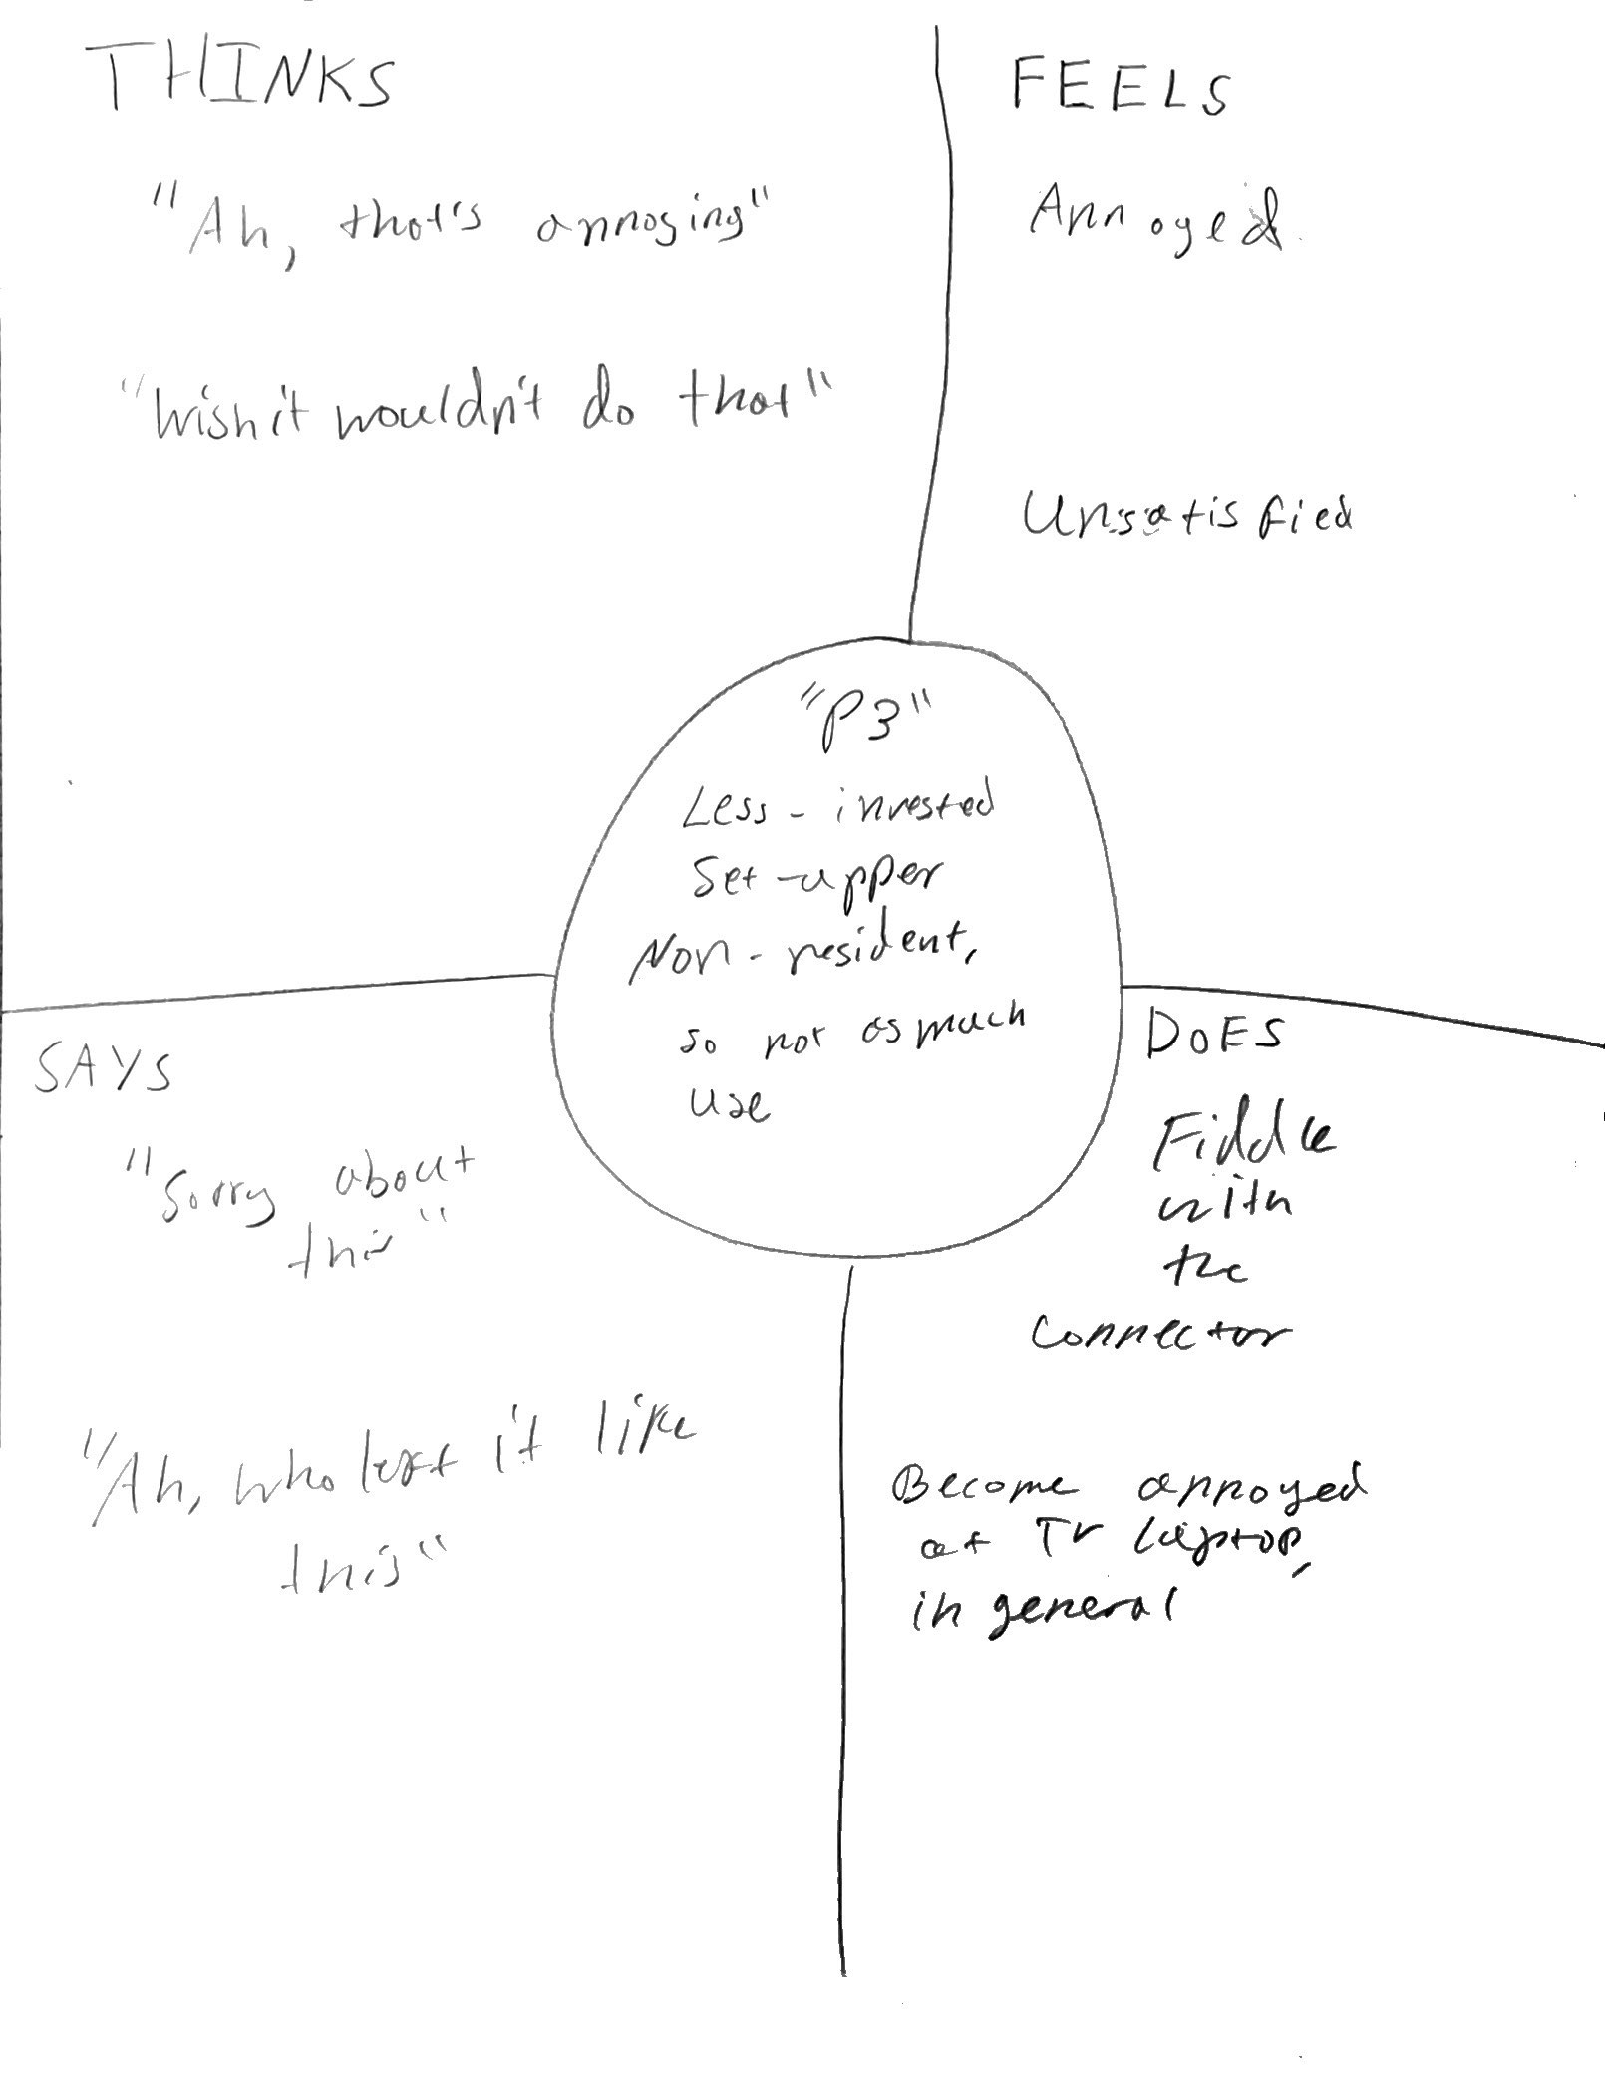 THINKS
"Ah, that's annoying"
"Wish it wouldn't do that"
FEELS
Annoyed
Unsatisfied
"P3"
Less-invested
Set-upper
Non-resident,
so not as much
use
SAYS
"Sorry about
this"
"Ah, who left it like
this"
DOES
Fiddle
with
the
connector
Become annoyed
at TV laptop,
in general